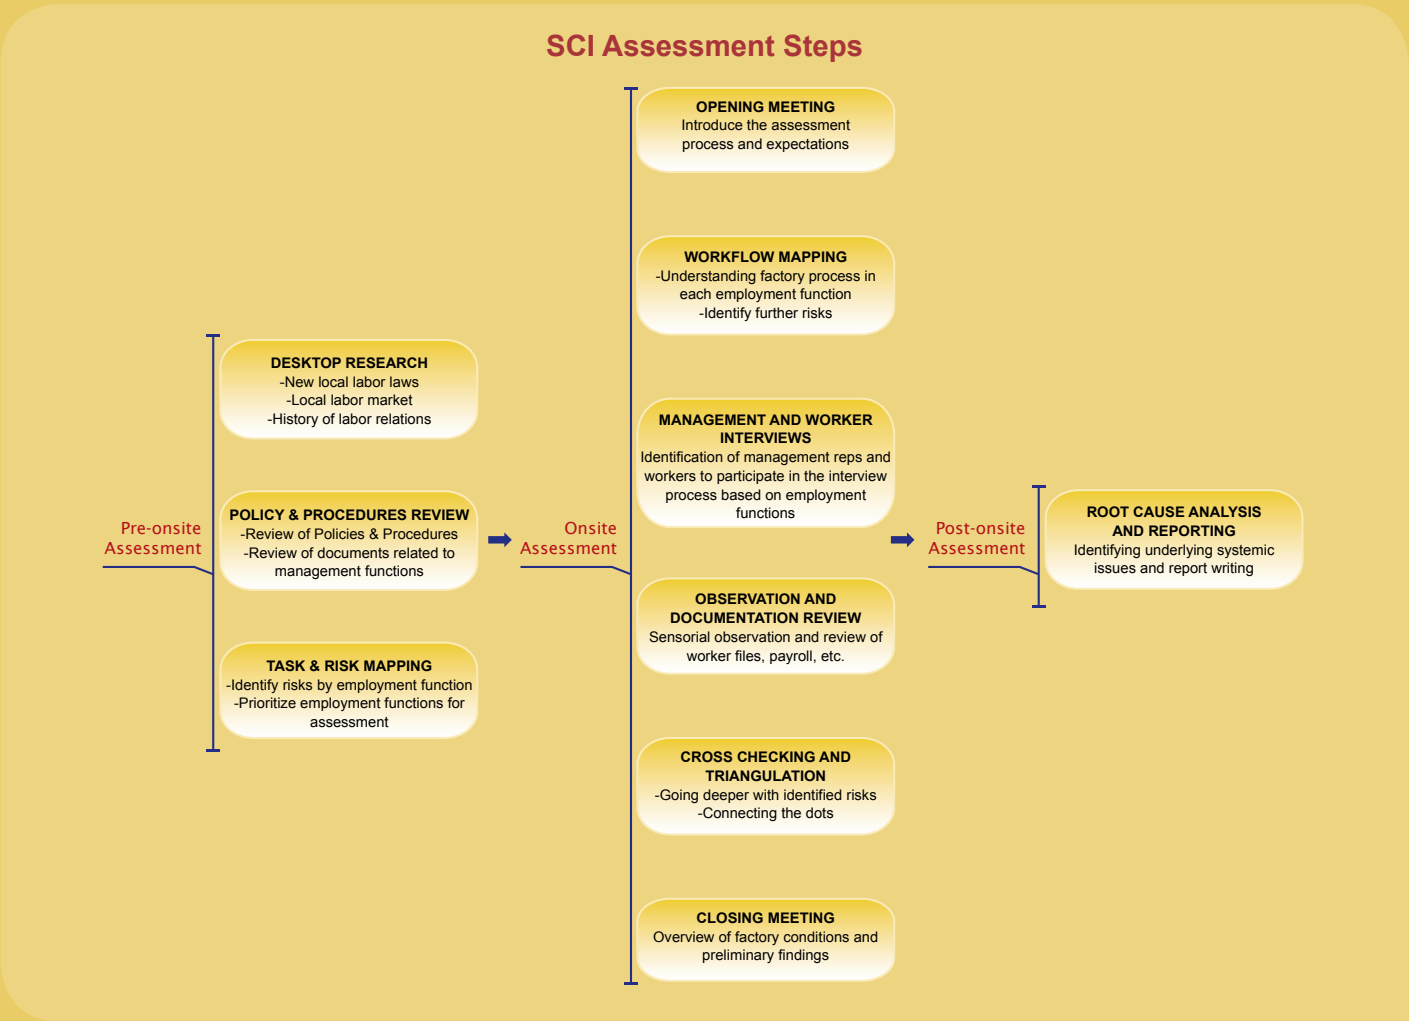 SCI Assessment Steps
Pre-onsite
Assessment
DESKTOP RESEARCH
-New local labor laws
-Local labor market
-History of labor relations
POLICY & PROCEDURES REVIEW
-Review of Policies & Procedures
-Review of documents related to
management functions
TASK & RISK MAPPING
-Identify risks by employment function
-Prioritize employment functions for
assessment
Onsite
Assessment
OPENING MEETING
Introduce the assessment
process and expectations
WORKFLOW MAPPING
-Understanding factory process in
each employment function
-Identify further risks
MANAGEMENT AND WORKER
INTERVIEWS
Identification of management reps and
workers to participate in the interview
process based on employment
functions
OBSERVATION AND
DOCUMENTATION REVIEW
Sensorial observation and review of
worker files, payroll, etc.
CROSS CHECKING AND
TRIANGULATION
-Going deeper with identified risks
-Connecting the dots
CLOSING MEETING
Overview of factory conditions and
preliminary findings
Post-onsite
Assessment
ROOT CAUSE ANALYSIS
AND REPORTING
Identifying underlying systemic
issues and report writing